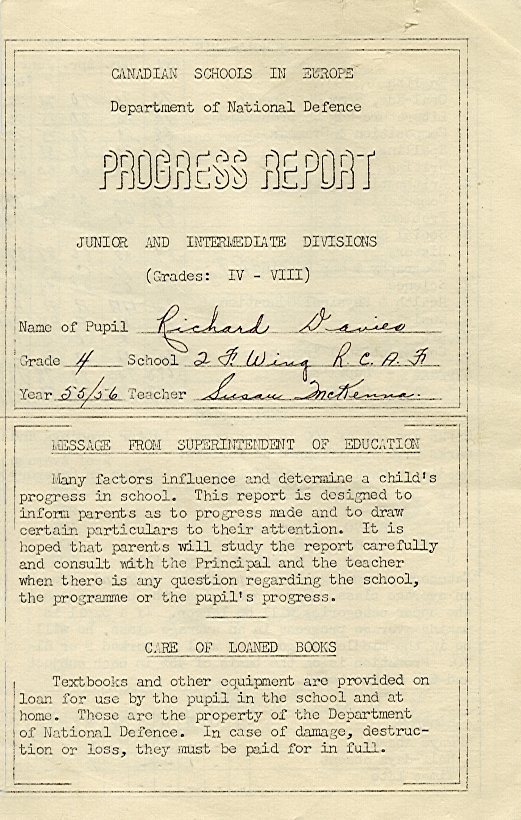 CANADIAN SCHOOLS IN EUROPE
Department of National Defence
PROGRESS REPORT
JUNIOR AND INTERMEDIATE DIVISIONS
(Grades: IV - VIII)
Name of Pupil Richard Davies
Grade 4 School 2 F. Wing R.C.A.F
Year 55/56 Teacher Susan McKenna.
MESSAGE FROM SUPERINTENDENT OF EDUCATION
Many factors influence and determine a child's
progress in school. This report is designed to
inform parents as to progress made and to draw
certain particulars to their attention. It is
hoped that parents will study the report carefully
and consult with the Principal and the teacher
when there is any question regarding the school,
the programme or the pupil's progress.
CARE OF LOANED BOOKS
Textbooks and other equipment are provided on
loan for use by the pupil in the school and at
home. These are the property of the Department
of National Defence. In case of damage, destruc-
tion or loss, they must be paid for in full.